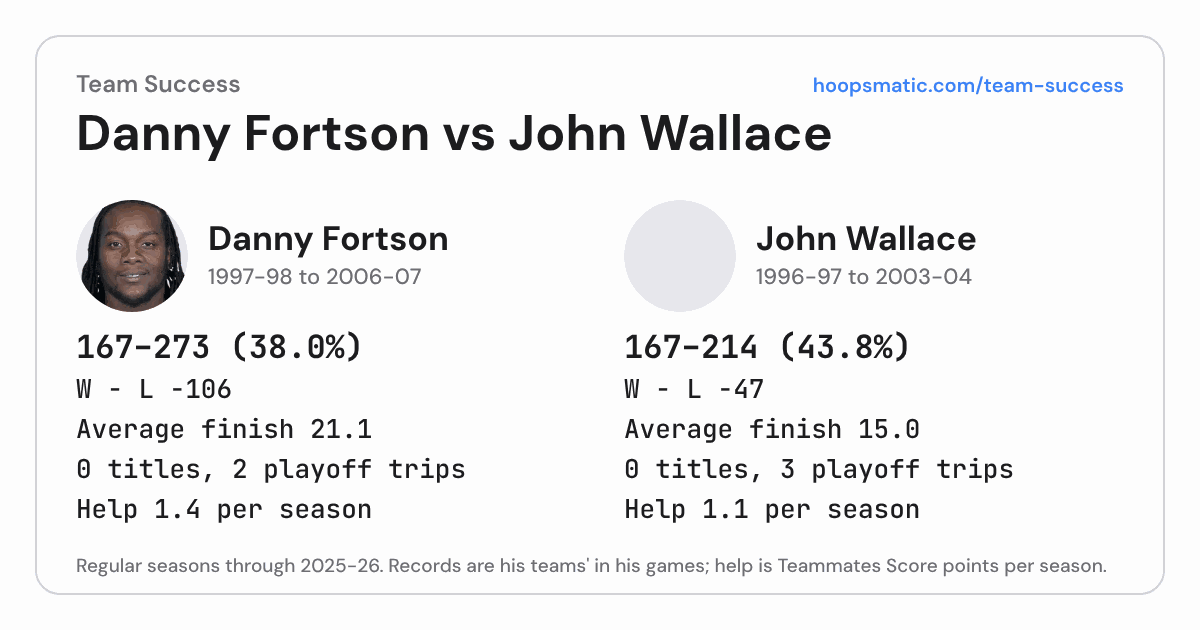 Team Success
hoopsmatic.com/team-success
Danny Fortson vs John Wallace
Danny Fortson
1997-98 to 2006-07
167-273 (38.0%)
W - L -106
Average finish 21.1
0 titles, 2 playoff trips
Help 1.4 per season
John Wallace
1996-97 to 2003-04
167-214 (43.8%)
W - L -47
Average finish 15.0
0 titles, 3 playoff trips
Help 1.1 per season
Regular seasons through 2025-26. Records are his teams' in his games; help is Teammates Score points per season.